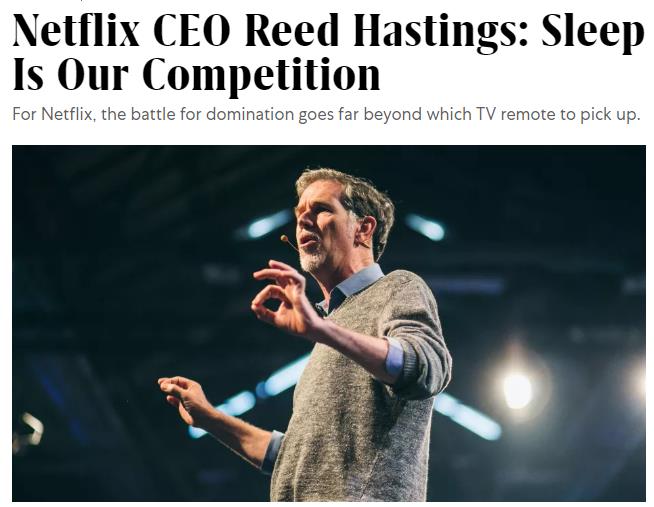 Netflix CEO Reed Hastings: Sleep
Is Our Competition
For Netflix, the battle for domination goes far beyond which TV remote to pick up.